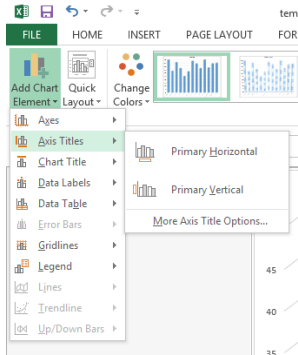 tem
FILE HOME INSERT PAGE LAYOUT FOR
Add Chart Element
Quick Layout
Change Colors
Axes
Axis Titles
Chart Title
Data Labels
Data Table
Error Bars
Gridlines
Legend
Lines
Trendline
Up/Down Bars
Primary Horizontal
Primary Vertical
More Axis Title Options...
45
40
35